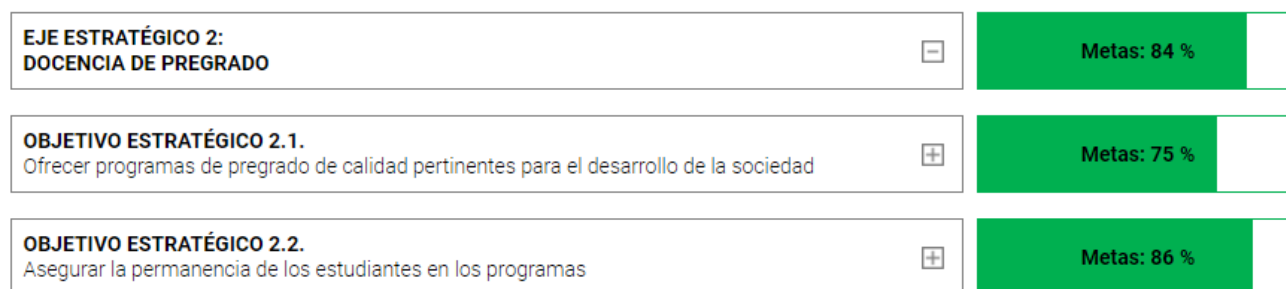 EJE ESTRATÉGICO 2:
DOCENCIA DE PREGRADO
Metas: 84 %
OBJETIVO ESTRATÉGICO 2.1.
Ofrecer programas de pregrado de calidad pertinentes para el desarrollo de la sociedad
Metas: 75 %
OBJETIVO ESTRATÉGICO 2.2.
Asegurar la permanencia de los estudiantes en los programas
Metas: 86 %